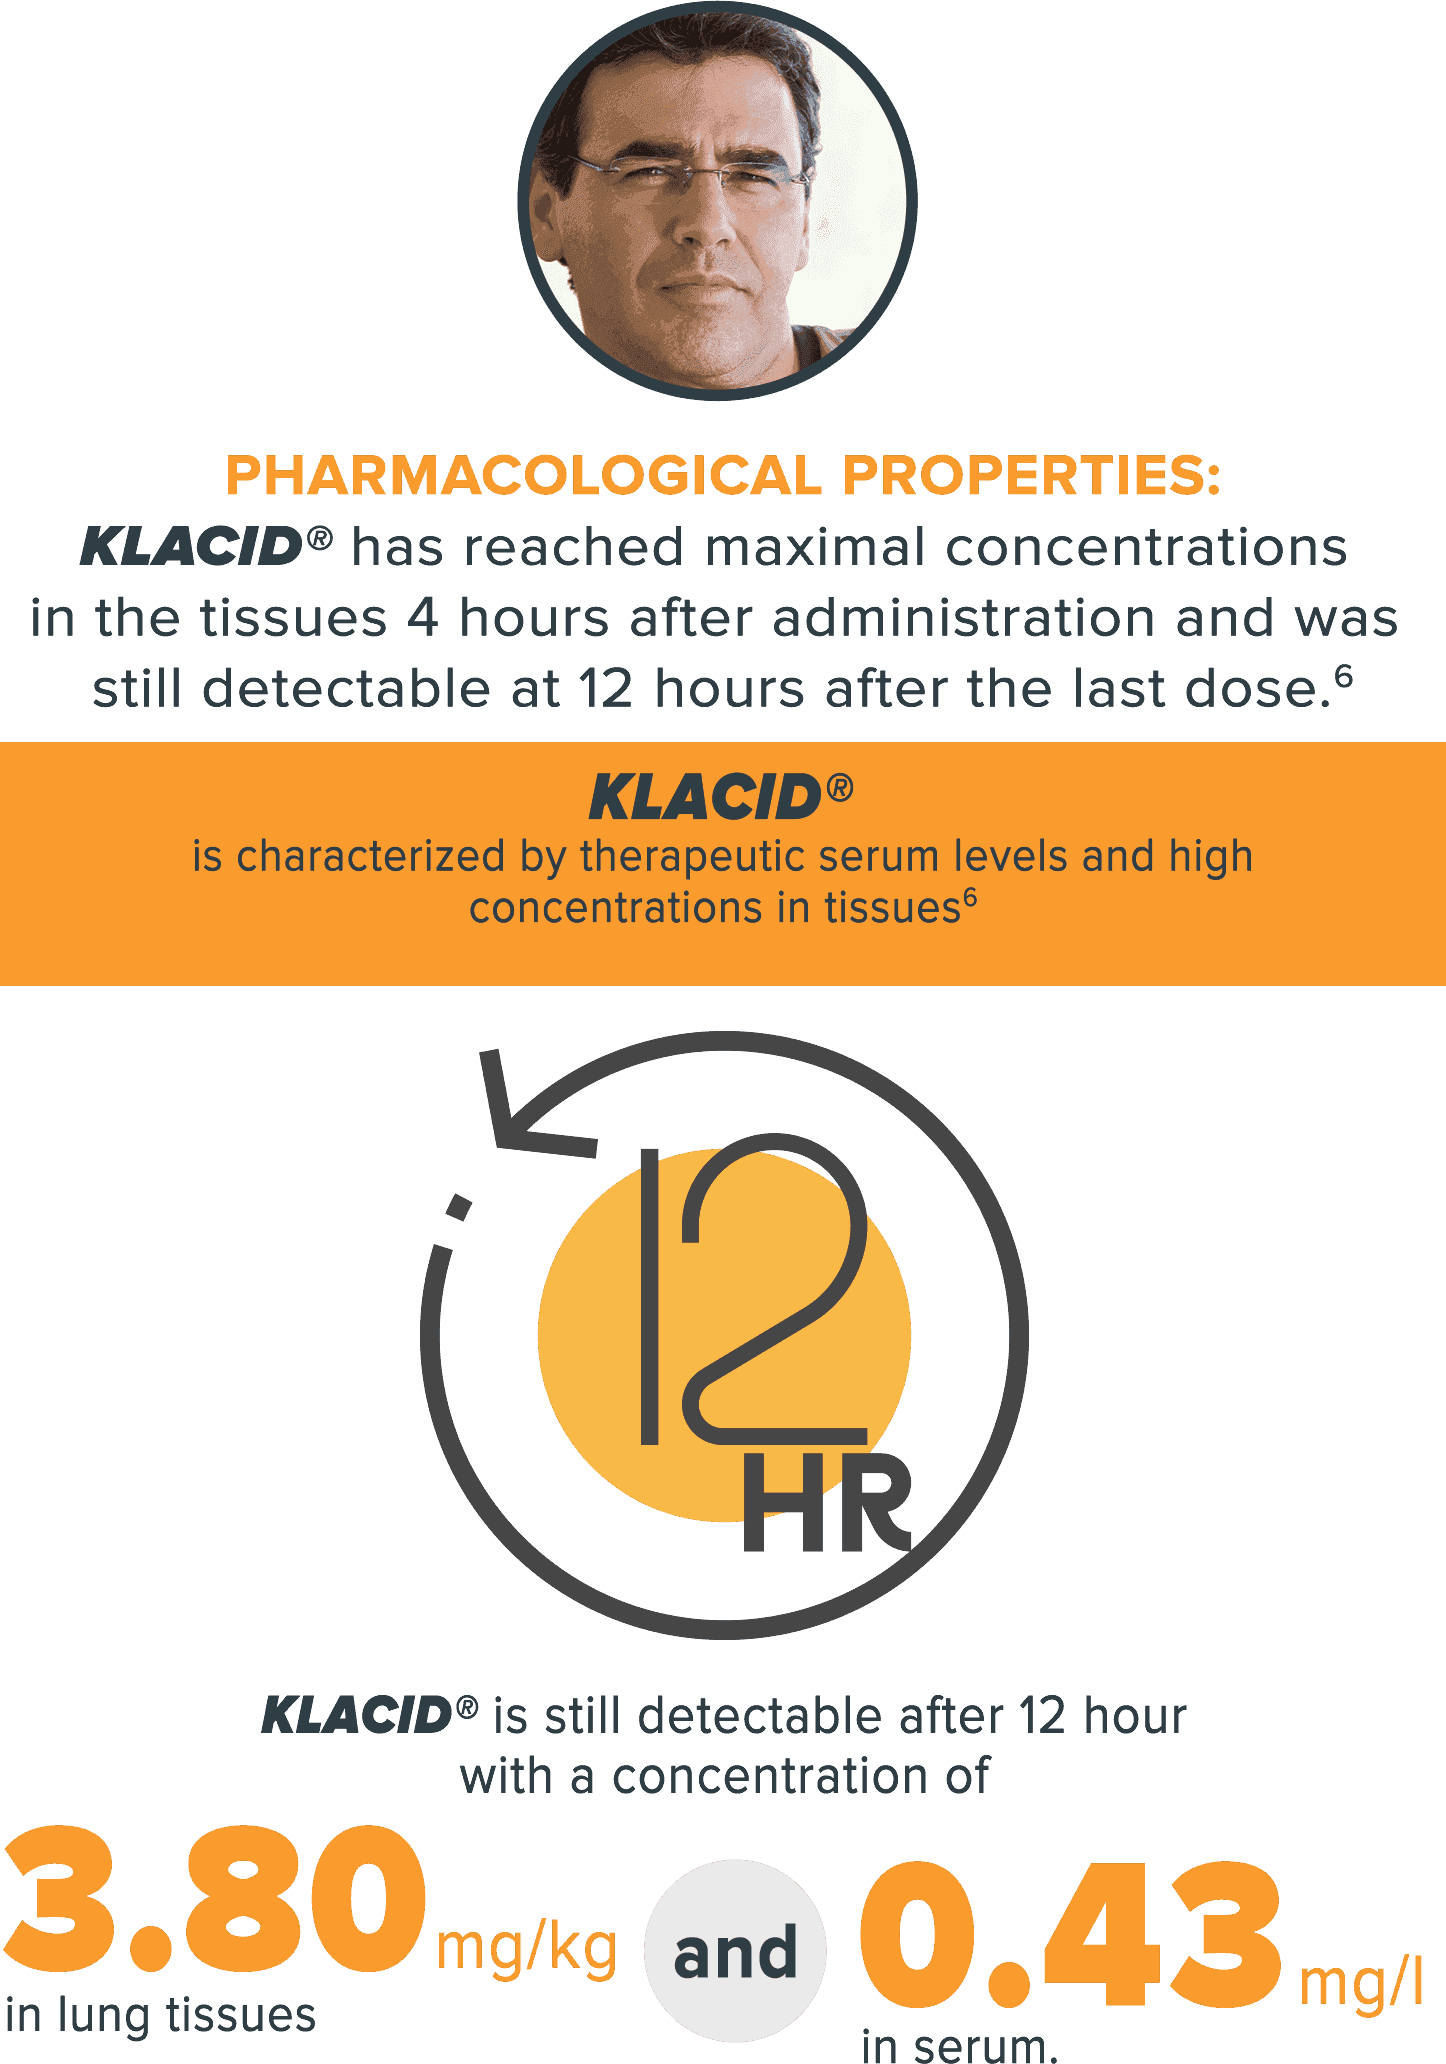 PHARMACOLOGICAL PROPERTIES:
KLACID® has reached maximal concentrations
in the tissues 4 hours after administration and was
still detectable at 12 hours after the last dose.⁶
KLACID®
is characterized by therapeutic serum levels and high
concentrations in tissues⁶
12
HR
KLACID® is still detectable after 12 hour
with a concentration of
3.80 mg/kg and 0.43 mg/l
in lung tissues
in serum.